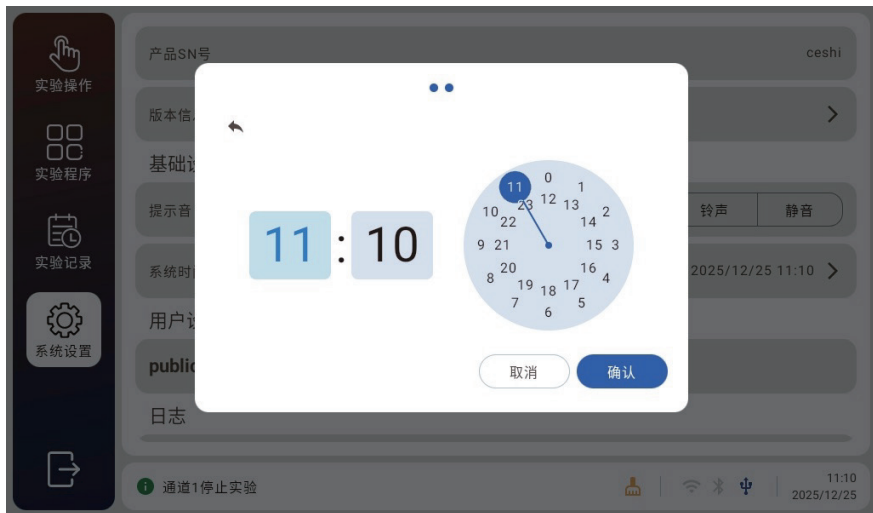 实验操作
实验程序
实验记录
系统设置
产品SN号
ceshi
版本信
基础设
提示音
铃声
静音
系统时
2025/12/25 11:10
用户设
public
日志
11 : 10
0
11
1
23
12
13
10
22
14
2
9
21
15
3
8
20
16
4
19
18
17
7
6
5
取消
确认
通道1停止实验
11:10
2025/12/25